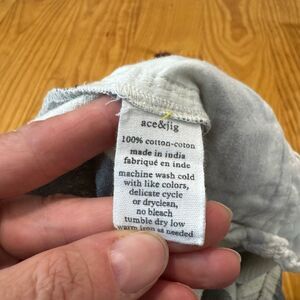 ace&jig
100% cotton-coton
made in india
fabriqué en inde
machine wash cold
with like colors,
delicate cycle
or dryclean,
no bleach
tumble dry low
warm iron as needed